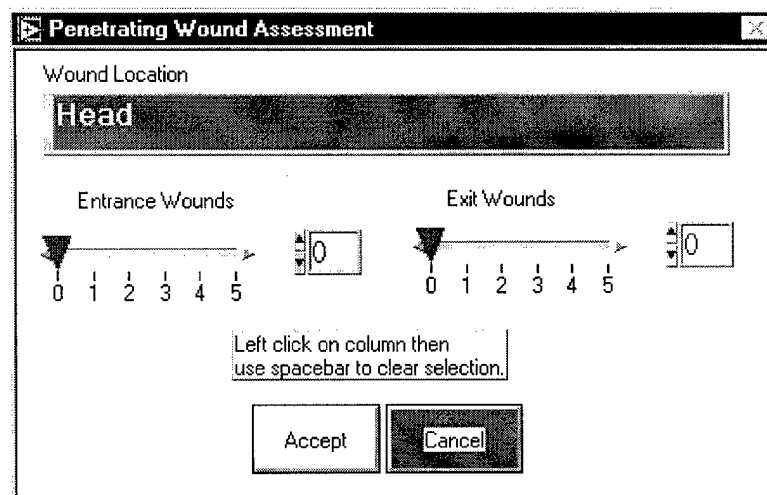 Penetrating Wound Assessment
Wound Location
Head
Entrance Wounds
Exit Wounds
0
0
0 1 2 3 4 5
0 1 2 3 4 5
Left click on column then
use spacebar to clear selection.
Accept
Cancel